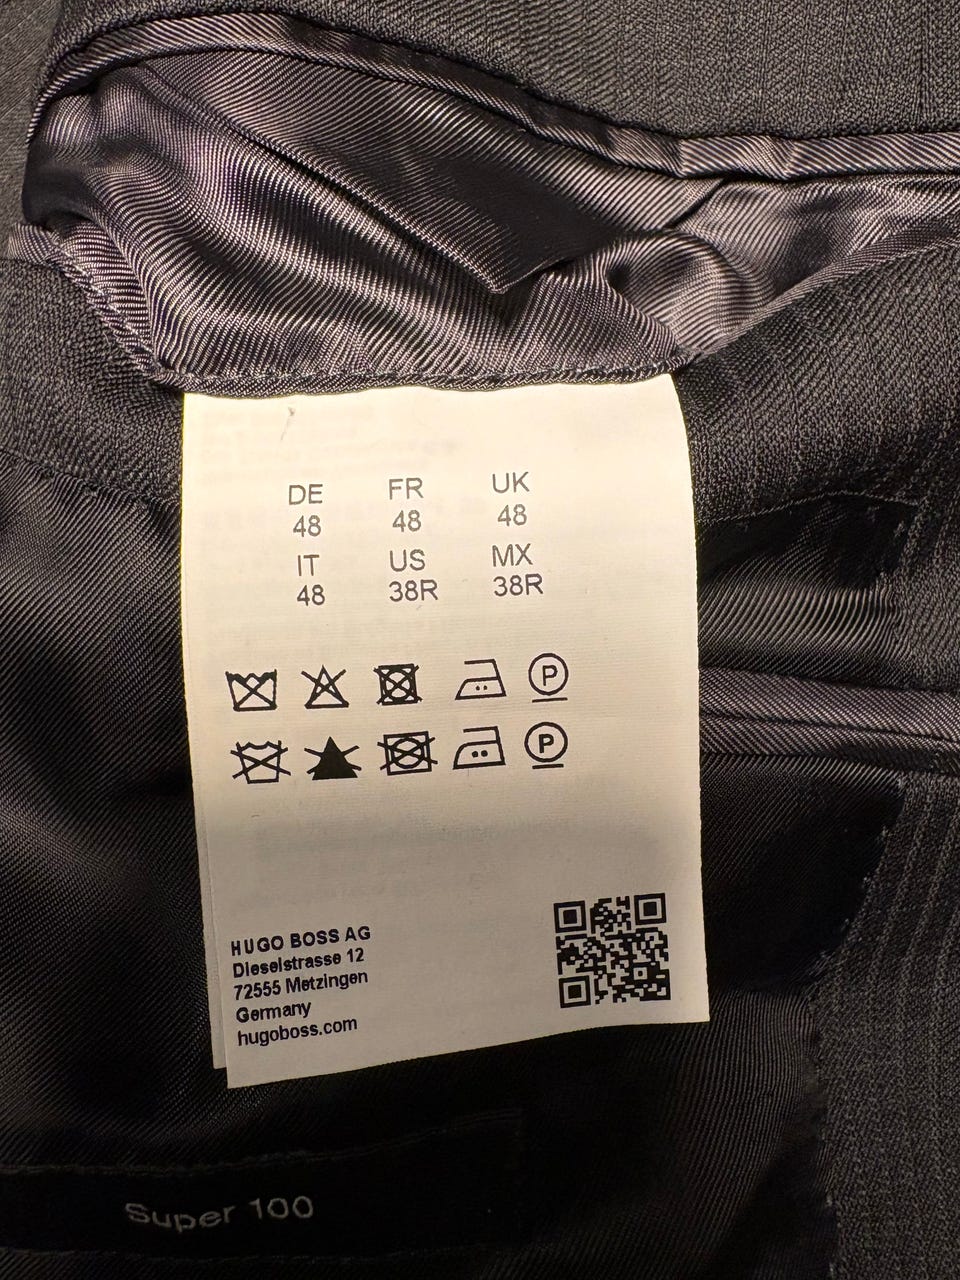 DE FR UK
48 48 48
IT US MX
48 38R 38R
P
P
HUGO BOSS AG
Dieselstrasse 12
72555 Metzingen
Germany
hugoboss.com
Super 100